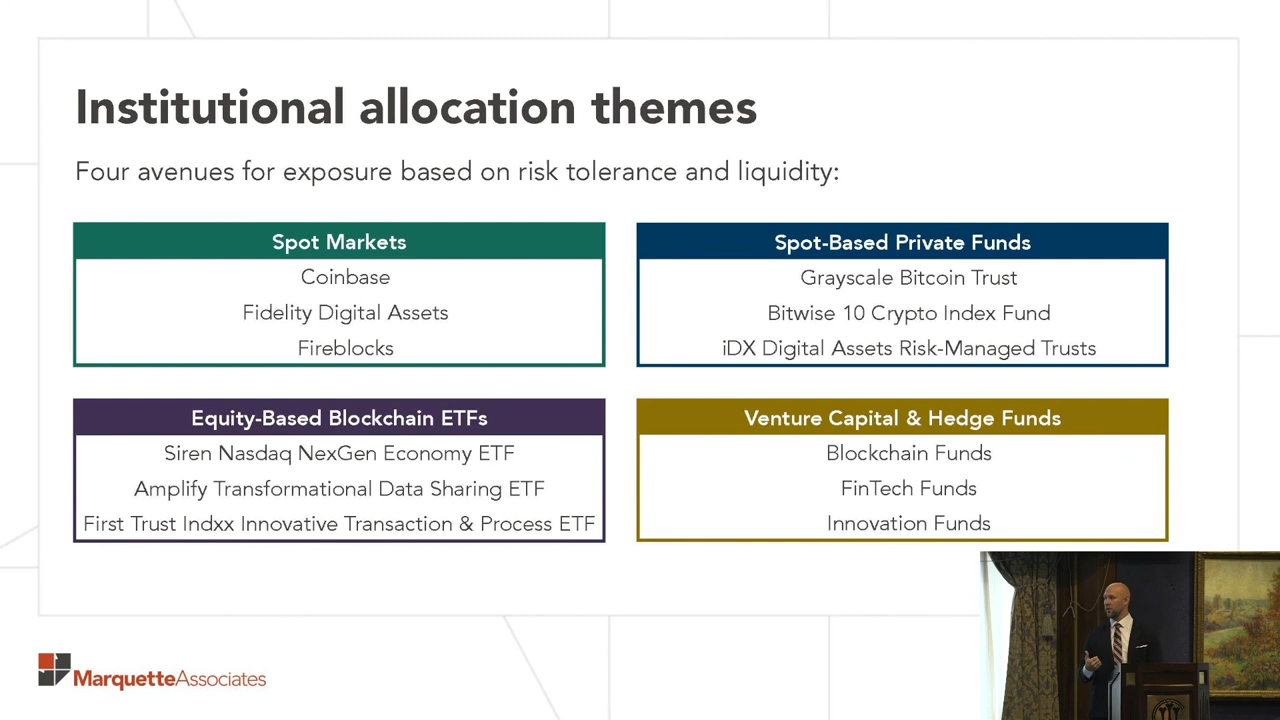 Institutional allocation themes
Four avenues for exposure based on risk tolerance and liquidity:
Spot Markets
Coinbase
Fidelity Digital Assets
Fireblocks
Spot-Based Private Funds
Grayscale Bitcoin Trust
Bitwise 10 Crypto Index Fund
iDX Digital Assets Risk-Managed Trusts
Equity-Based Blockchain ETFs
Siren Nasdaq NexGen Economy ETF
Amplify Transformational Data Sharing ETF
First Trust Indxx Innovative Transaction & Process ETF
Venture Capital & Hedge Funds
Blockchain Funds
FinTech Funds
Innovation Funds
MarquetteAssociates